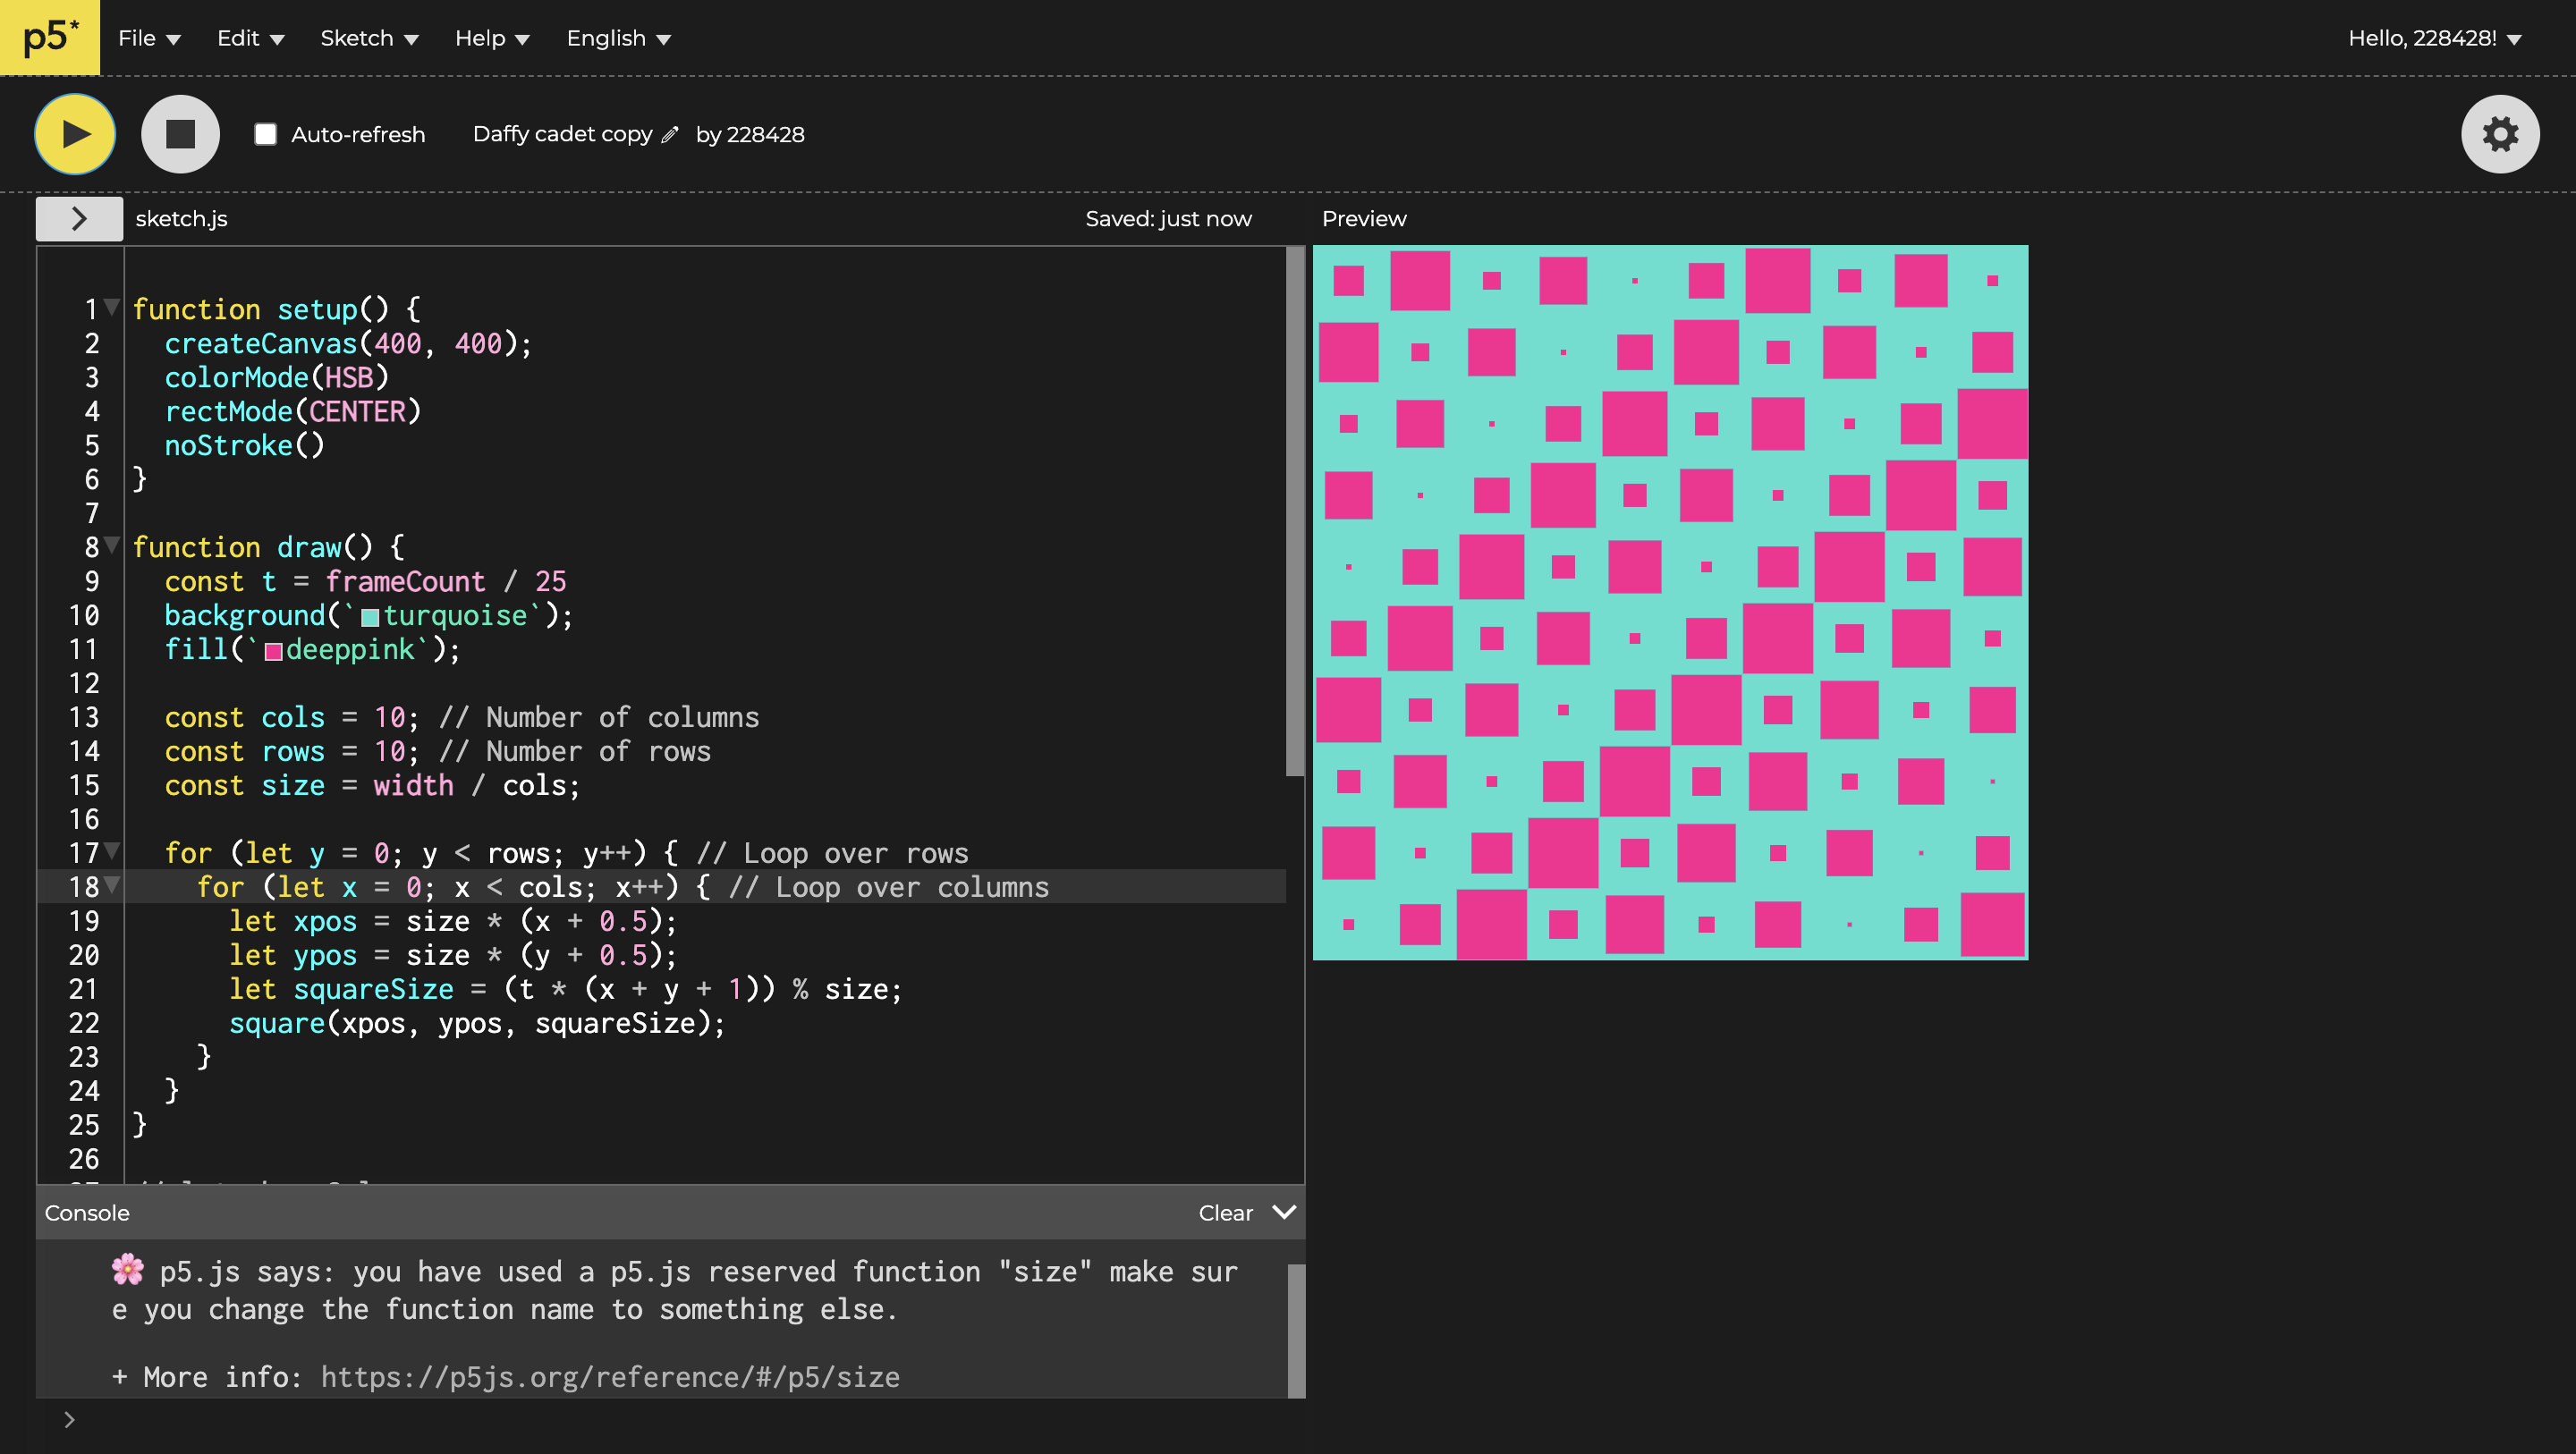 p5* File Edit Sketch Help English Hello, 228428!
Auto-refresh Daffy cadet copy by 228428
sketch.js Saved: just now Preview
1 function setup() {
2 createCanvas(400, 400);
3 colorMode(HSB)
4 rectMode(CENTER)
5 noStroke()
6 }
7
8 function draw() {
9 const t = frameCount / 25
10 background(`turquoise`);
11 fill(`deeppink`);
12
13 const cols = 10; // Number of columns
14 const rows = 10; // Number of rows
15 const size = width / cols;
16
17 for (let y = 0; y < rows; y++) { // Loop over rows
18 for (let x = 0; x < cols; x++) { // Loop over columns
19 let xpos = size * (x + 0.5);
20 let ypos = size * (y + 0.5);
21 let squareSize = (t * (x + y + 1)) % size;
22 square(xpos, ypos, squareSize);
23 }
24 }
25 }
26
Console Clear
🌸 p5.js says: you have used a p5.js reserved function "size" make sur
e you change the function name to something else.
+ More info: https://p5js.org/reference/#/p5/size
>